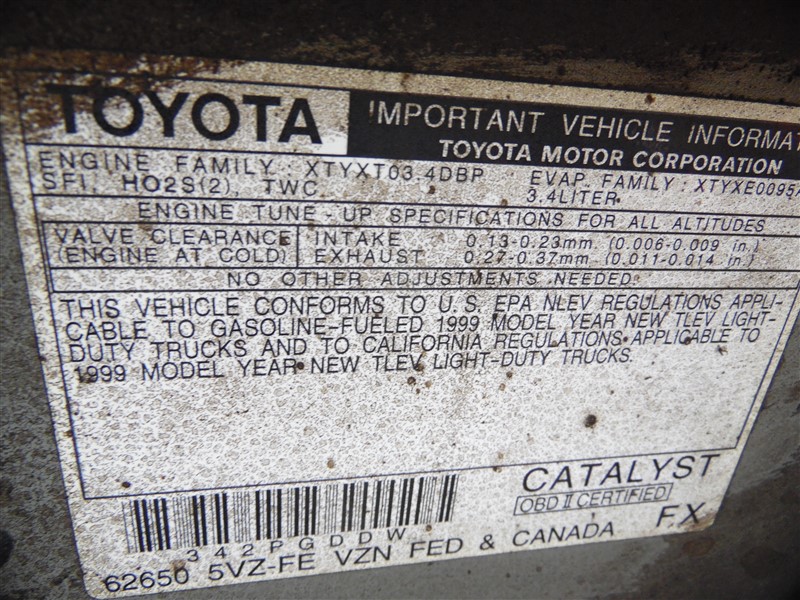 TOYOTA
IMPORTANT VEHICLE INFORMAT
TOYOTA MOTOR CORPORATION
ENGINE FAMILY : XTYXT03.4DBP EVAP. FAMILY : XTYXE0095
SFI, HO2S(2), TWC 3.4LITER
ENGINE TUNE-UP SPECIFICATIONS FOR ALL ALTITUDES
VALVE CLEARANCE INTAKE 0.13-0.23mm (0.006-0.009 in.)
(ENGINE AT COLD) EXHAUST 0.27-0.37mm (0.011-0.014 in.)
NO OTHER ADJUSTMENTS NEEDED.
THIS VEHICLE CONFORMS TO U.S. EPA NLEV REGULATIONS APPLI-
CABLE TO GASOLINE-FUELED 1999 MODEL YEAR NEW TLEV LIGHT-
DUTY TRUCKS AND TO CALIFORNIA REGULATIONS APPLICABLE TO
1999 MODEL YEAR NEW TLEV LIGHT-DUTY TRUCKS.
CATALYST
OBD II CERTIFIED
342PGDDW
FX
62650 5VZ-FE VZN FED & CANADA